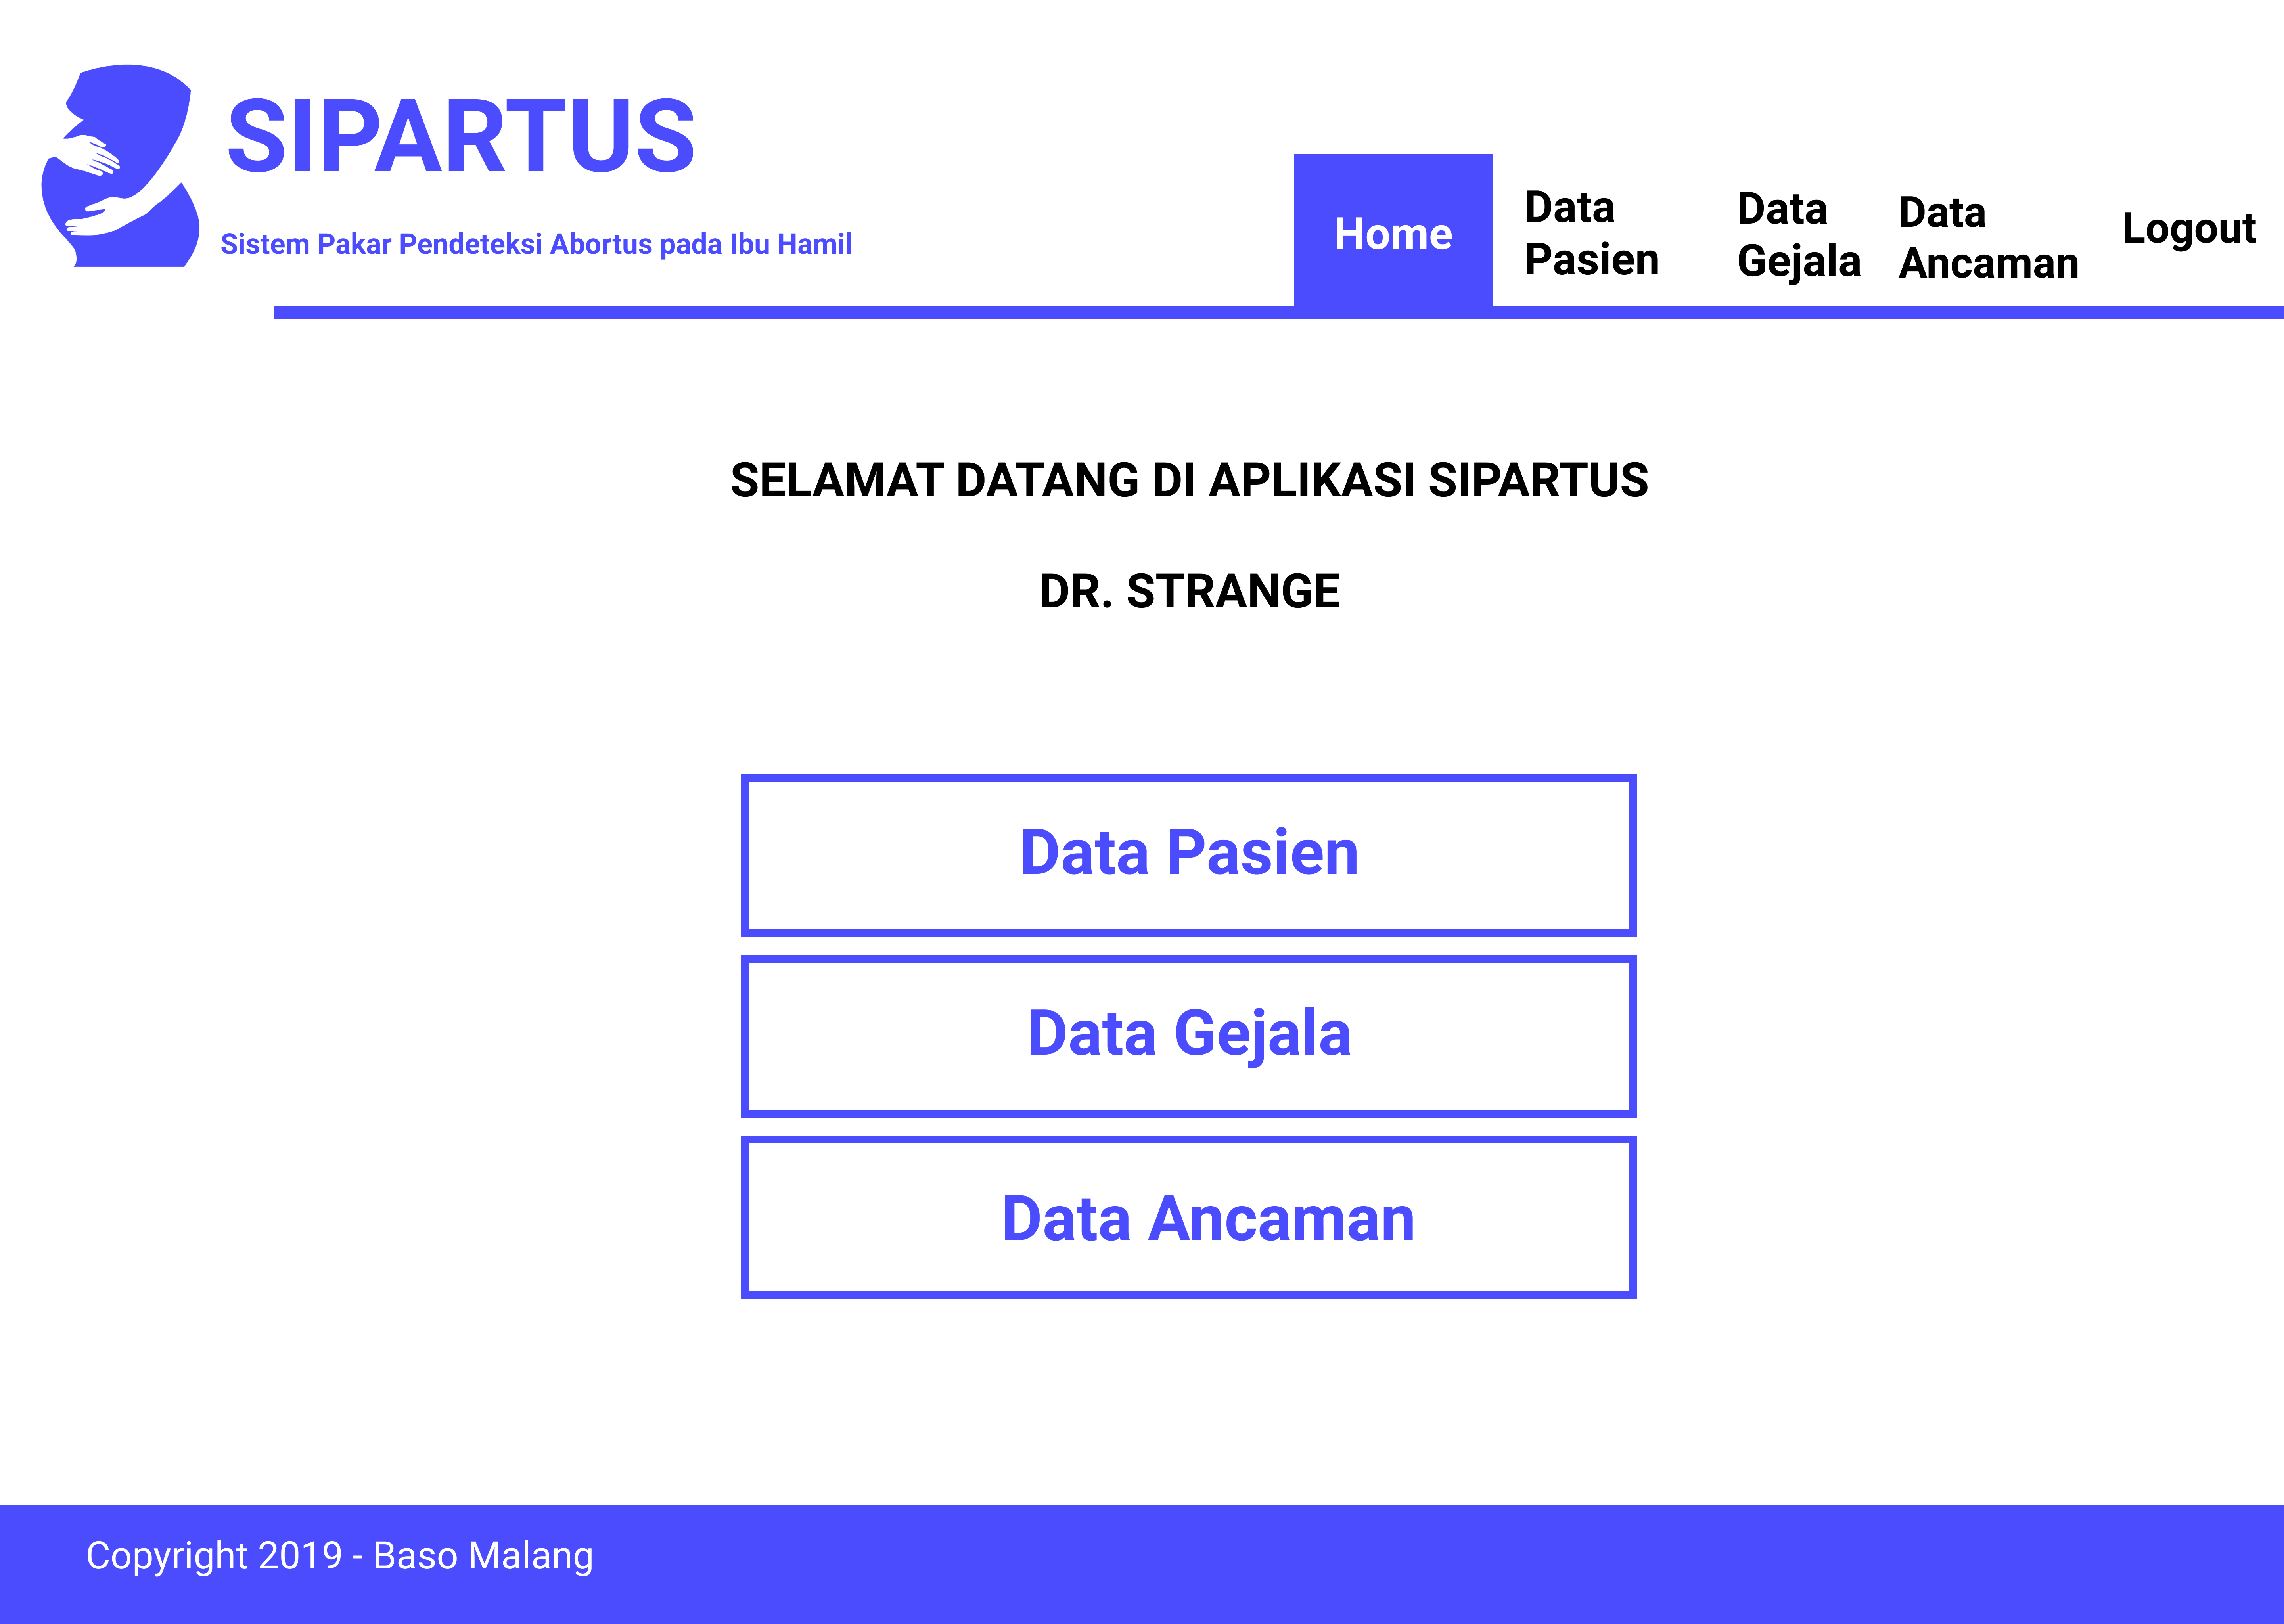 SIPARTUS
Sistem Pakar Pendeteksi Abortus pada Ibu Hamil
Home
Data
Pasien
Data
Gejala
Data
Ancaman
Logout
SELAMAT DATANG DI APLIKASI SIPARTUS
DR. STRANGE
Data Pasien
Data Gejala
Data Ancaman
Copyright 2019 - Baso Malang